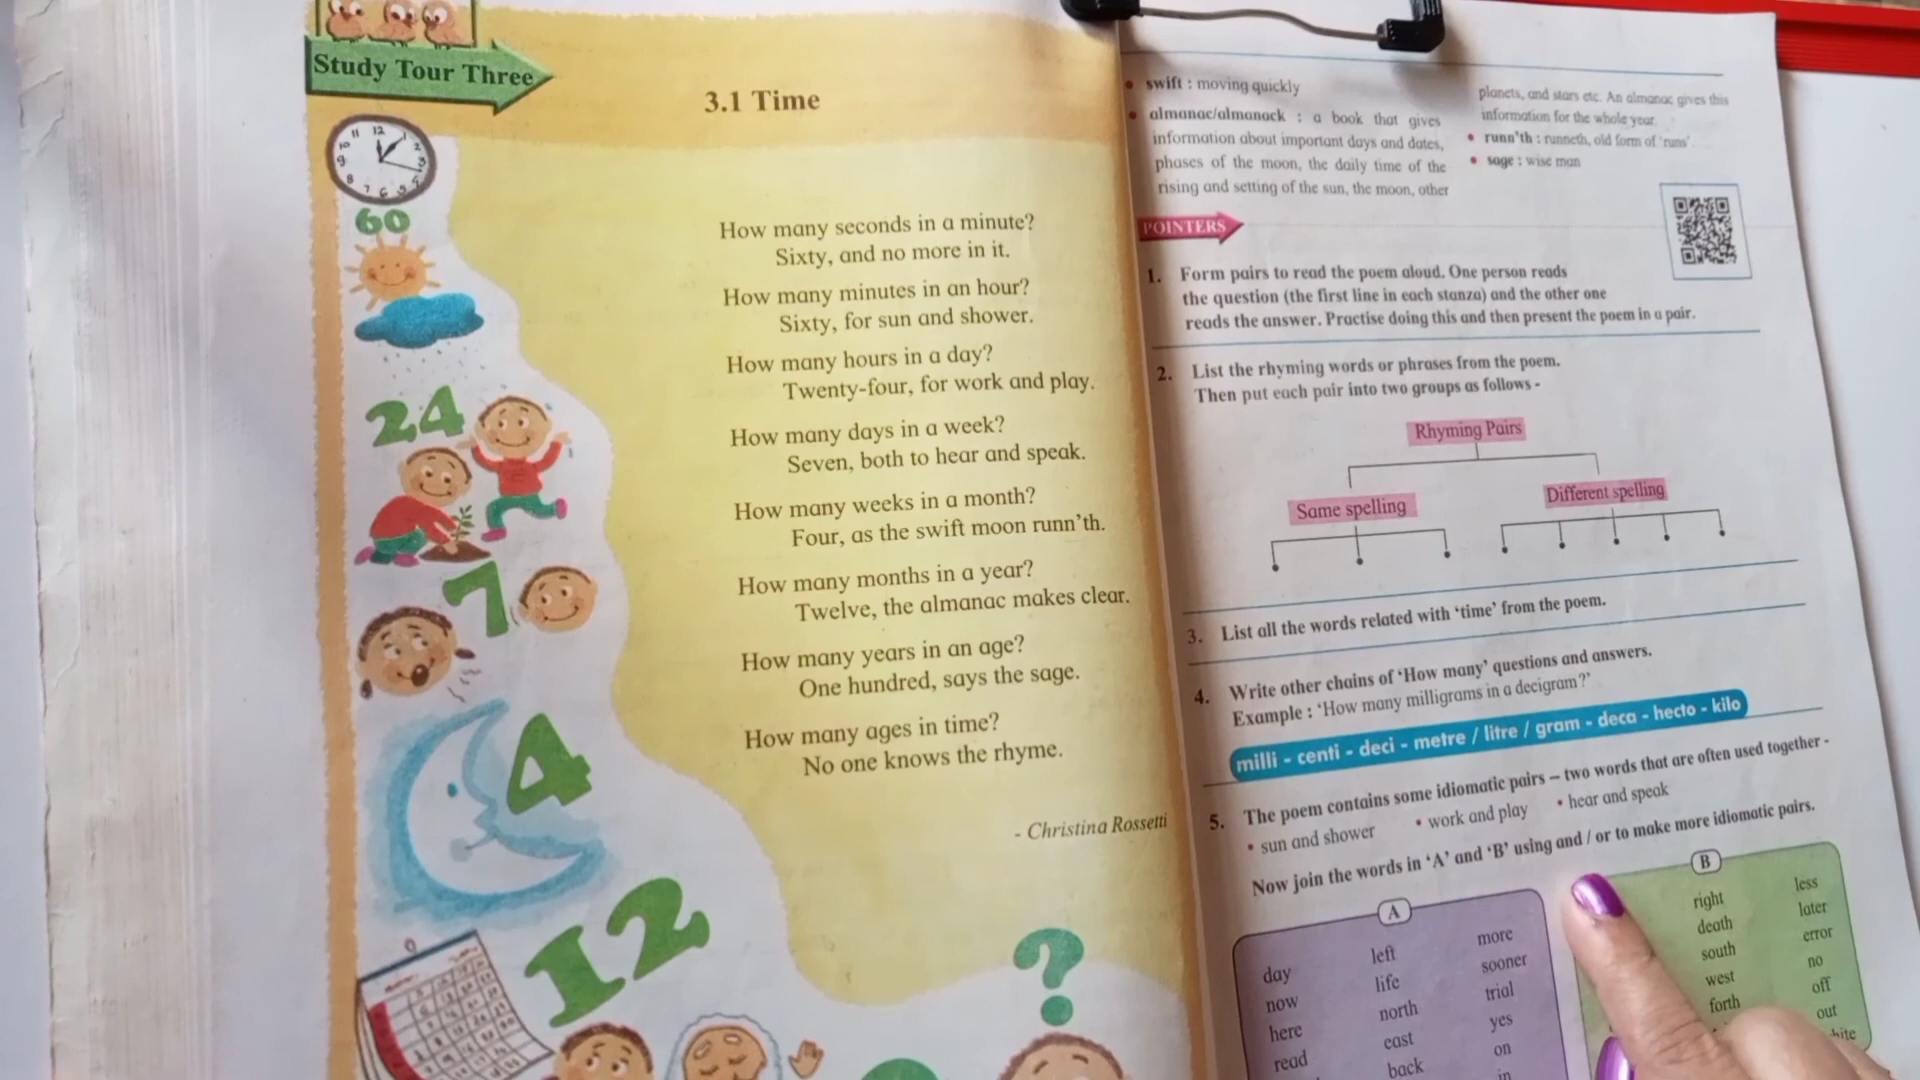 Study Tour Three
3.1 Time
60
24
7
4
12
?
How many seconds in a minute?
Sixty, and no more in it.
How many minutes in an hour?
Sixty, for sun and shower.
How many hours in a day?
Twenty-four, for work and play.
How many days in a week?
Seven, both to hear and speak.
How many weeks in a month?
Four, as the swift moon runn'th.
How many months in a year?
Twelve, the almanac makes clear.
How many years in an age?
One hundred, says the sage.
How many ages in time?
No one knows the rhyme.
- Christina Rossetti
• swift : moving quickly
• almanac/almanack : a book that gives
information about important days and dates,
phases of the moon, the daily time of the
rising and setting of the sun, the moon, other
planets, and stars etc. An almanac gives this
information for the whole year.
• runn'th : runneth, old form of 'runs'.
• sage : wise man
POINTERS
1. Form pairs to read the poem aloud. One person reads
the question (the first line in each stanza) and the other one
reads the answer. Practise doing this and then present the poem in a pair.
2. List the rhyming words or phrases from the poem.
Then put each pair into two groups as follows -
Rhyming Pairs
Same spelling
Different spelling
3. List all the words related with 'time' from the poem.
4. Write other chains of 'How many' questions and answers.
Example : 'How many milligrams in a decigram?'
milli - centi - deci - metre / litre / gram - deca - hecto - kilo
5. The poem contains some idiomatic pairs – two words that are often used together -
• sun and shower • work and play • hear and speak
Now join the words in 'A' and 'B' using and / or to make more idiomatic pairs.
A
day left more
now life sooner
here north trial
read east yes
back on
in
B
right less
death later
south error
west no
forth off
out